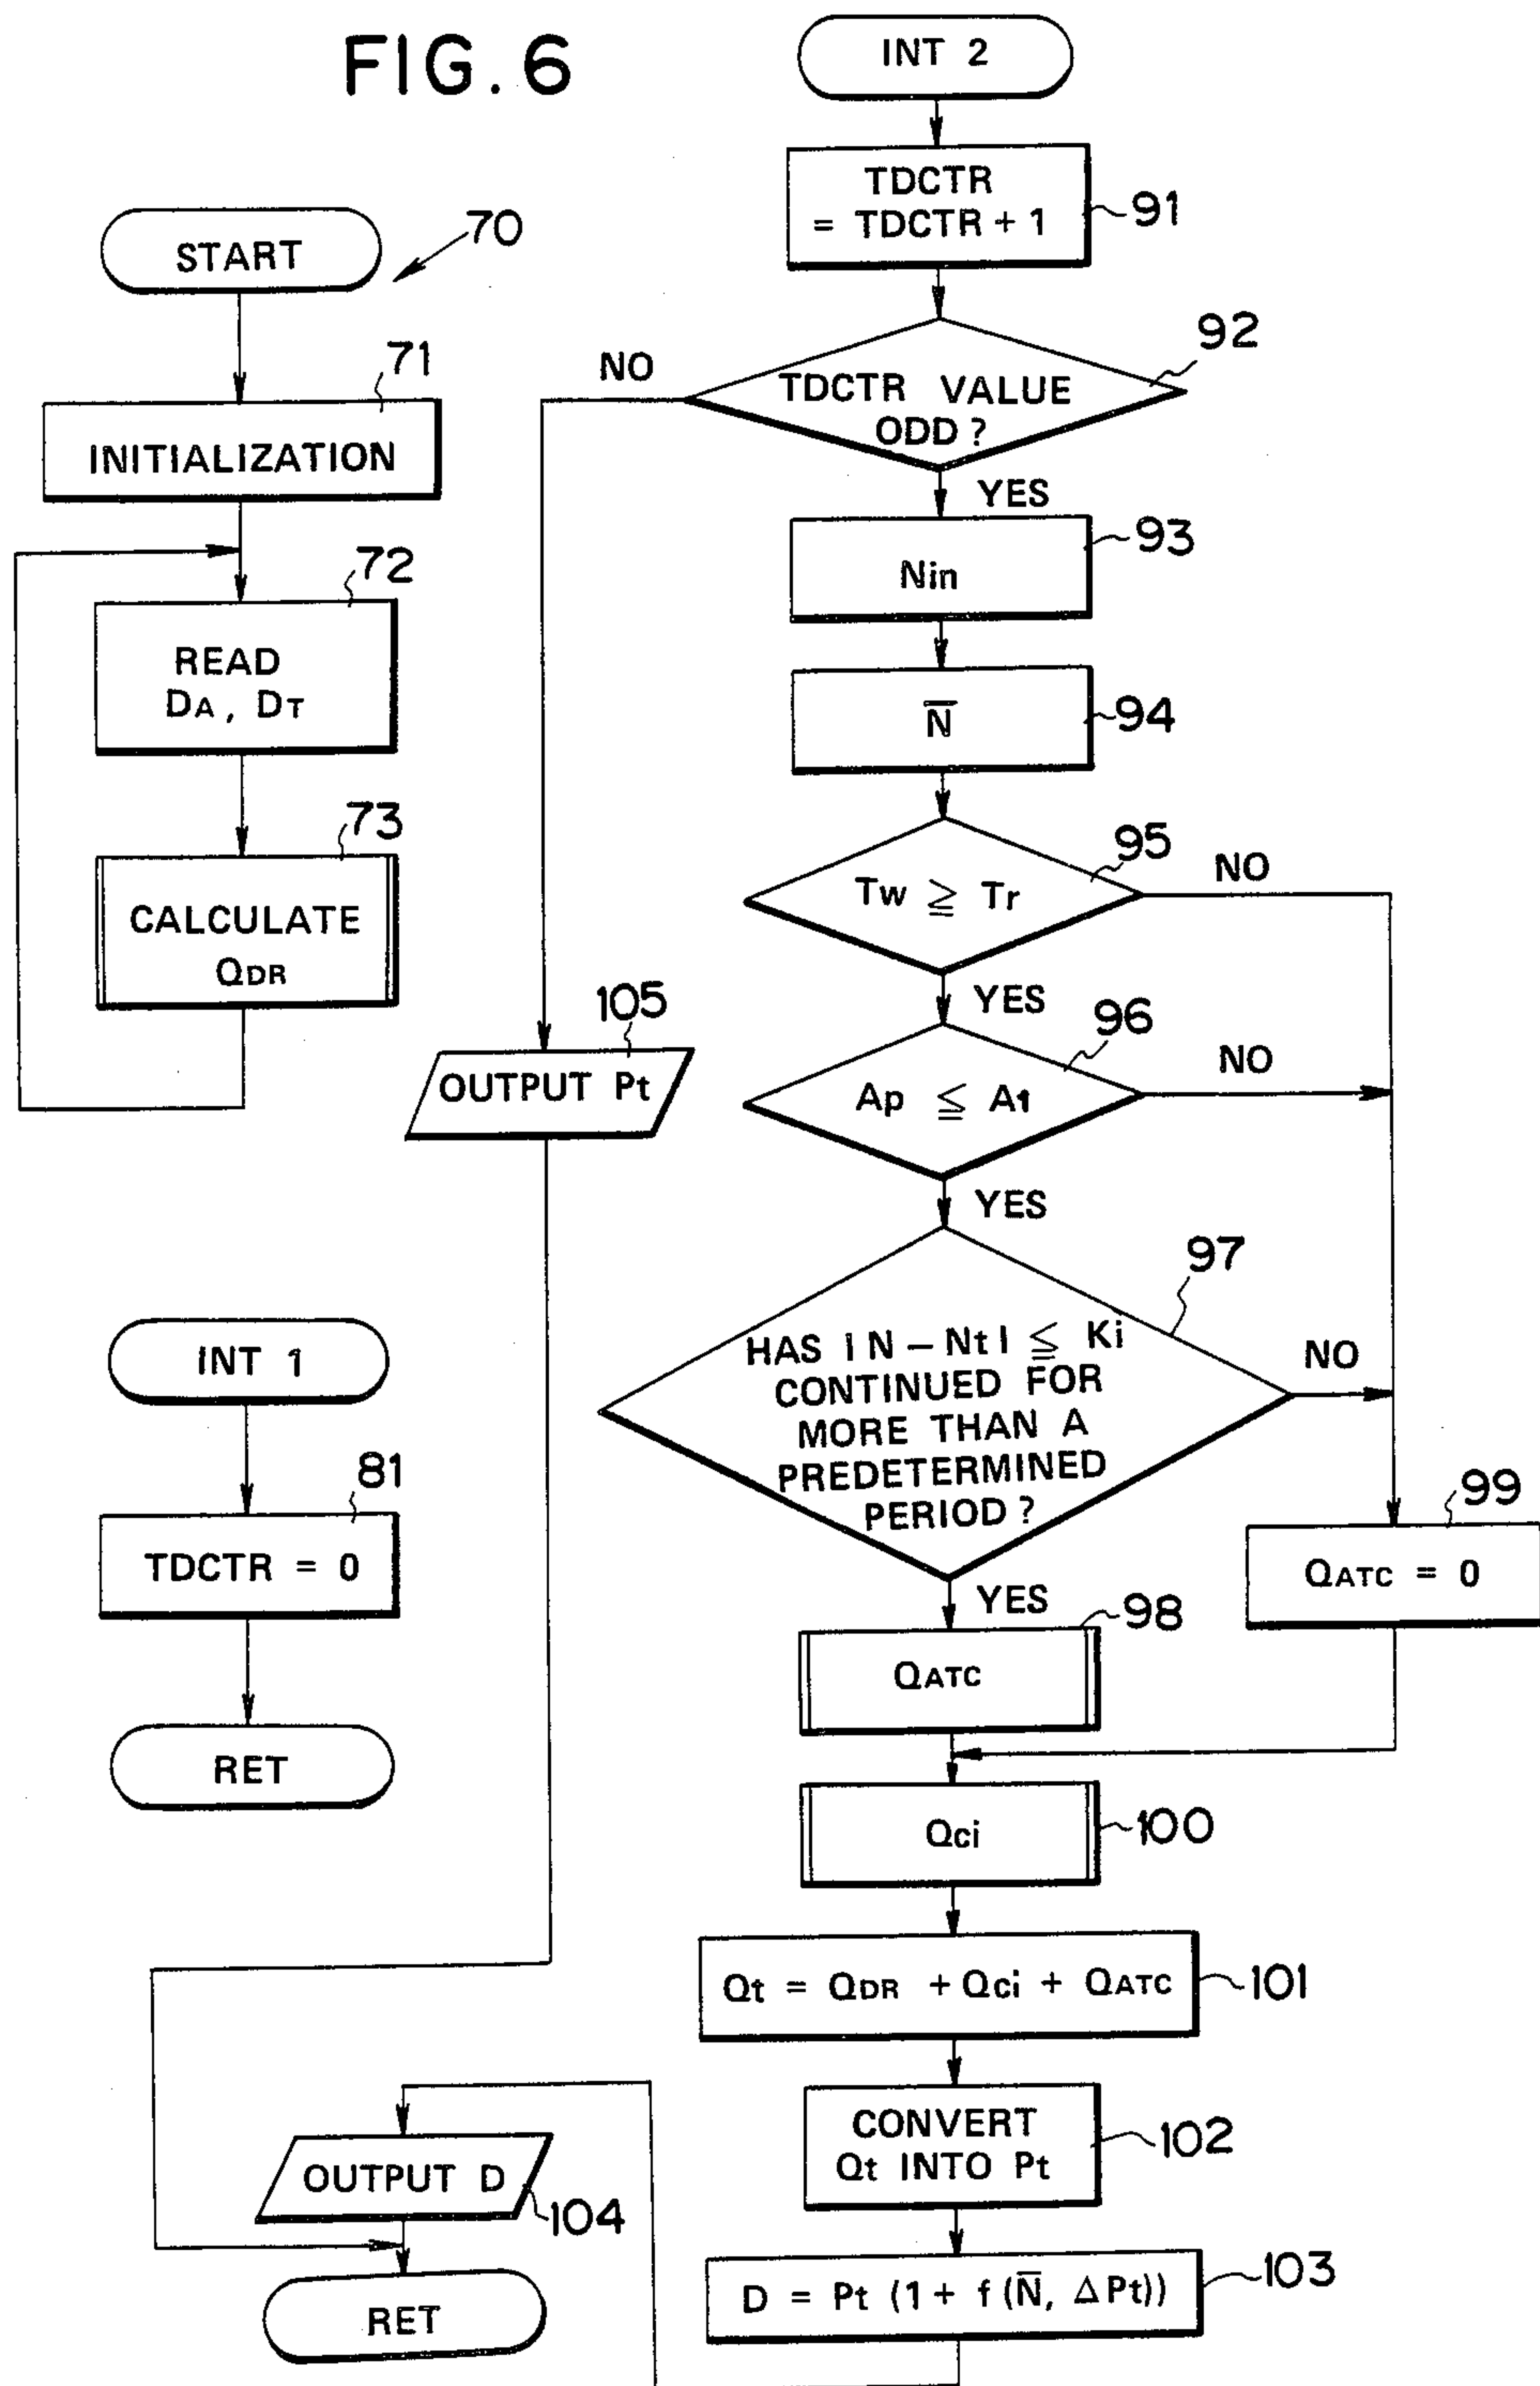 FIG. 6
START
70
71
INITIALIZATION
72
READ
DA, DT
73
CALCULATE
QDR
INT 1
81
TDCTR = 0
RET
INT 2
TDCTR
= TDCTR + 1
91
92
TDCTR VALUE
ODD ?
NO
YES
93
Nin
94
N̅
95
Tw ≧ Tr
NO
YES
96
Ap ≦ A1
NO
YES
97
HAS | N − Nt | ≦ Ki
CONTINUED FOR
MORE THAN A
PREDETERMINED
PERIOD ?
NO
YES
98
QATC
99
QATC = 0
Qci
100
Qt = QDR + Qci + QATC
101
CONVERT
Qt INTO Pt
102
D = Pt (1 + f (N̅, ΔPt))
103
OUTPUT D
104
105
OUTPUT Pt
RET